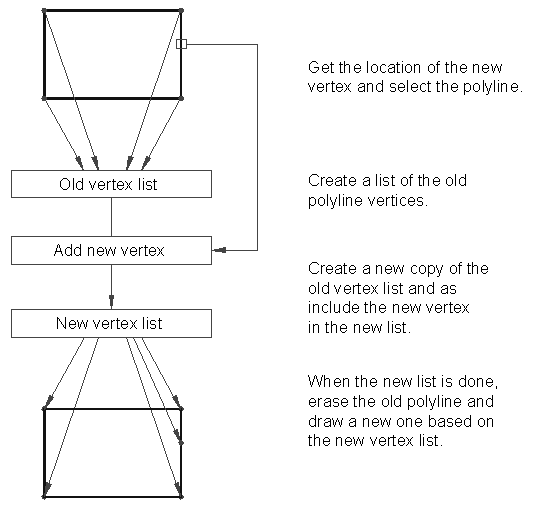 Get the location of the new
vertex and select the polyline.
Old vertex list
Create a list of the old
polyline vertices.
Add new vertex
Create a new copy of the
old vertex list and as
include the new vertex
in the new list.
New vertex list
When the new list is done,
erase the old polyline and
draw a new one based on
the new vertex list.